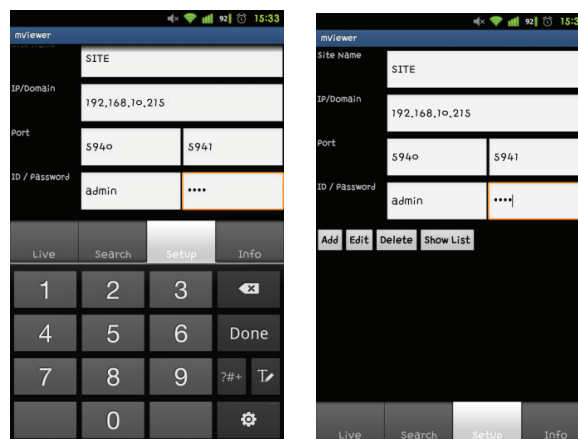 92 15:33
mViewer
SITE
IP/Domain
192.168.10.215
Port
5940 5941
ID / Password
admin ••••
Live Search Setup Info
1 2 3
4 5 6 Done
7 8 9 ?#+ T
0
92 15:3
mViewer
Site Name
SITE
IP/Domain
192.168.10.215
Port
5940 5941
ID / Password
admin ••••
Add Edit Delete Show List
Live Search Setup Info